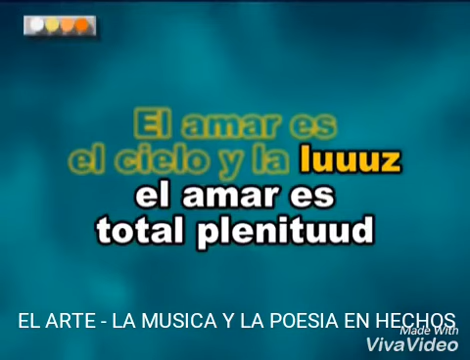 El amar es
el cielo y la luuuz
el amar es
total plenituud
EL ARTE - LA MUSICA Y LA POESIA EN HECHOS
Made With
VivaVideo